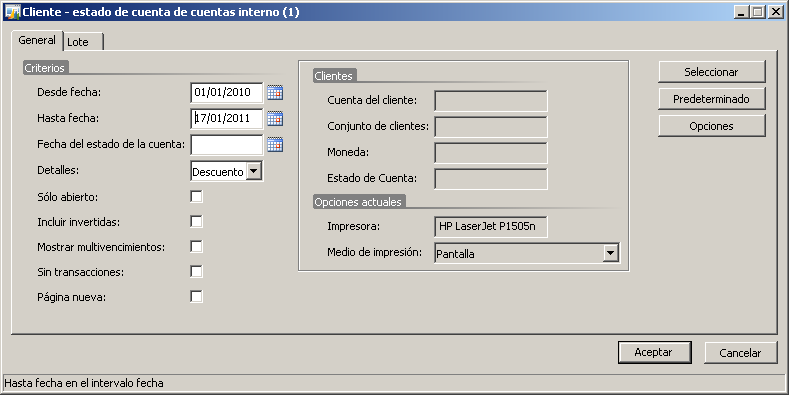 Cliente - estado de cuenta de cuentas interno (1)
General
Lote
Criterios
Desde fecha: 01/01/2010
Hasta fecha: 17/01/2011
Fecha del estado de la cuenta:
Detalles: Descuento
Sólo abierto:
Incluir invertidas:
Mostrar multivencimientos:
Sin transacciones:
Página nueva:
Clientes
Cuenta del cliente:
Conjunto de clientes:
Moneda:
Estado de Cuenta:
Opciones actuales
Impresora: HP LaserJet P1505n
Medio de impresión: Pantalla
Seleccionar
Predeterminado
Opciones
Aceptar
Cancelar
Hasta fecha en el intervalo fecha